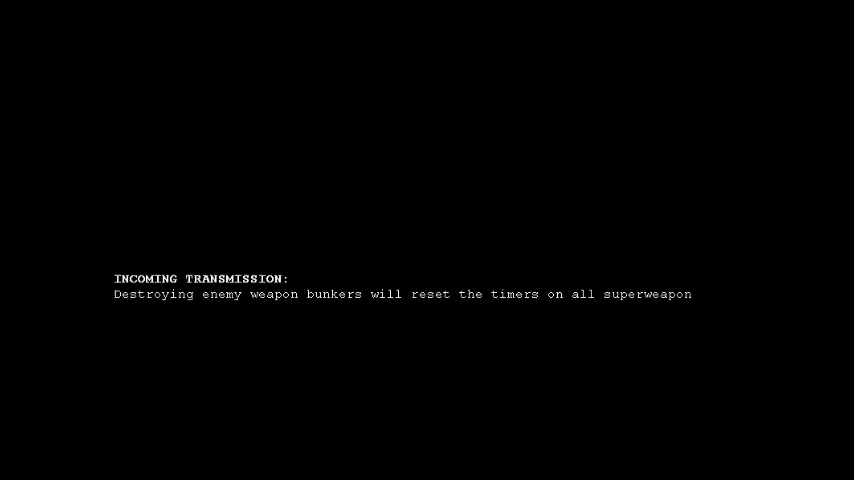 INCOMING TRANSMISSION:
Destroying enemy weapon bunkers will reset the timers on all superweapon